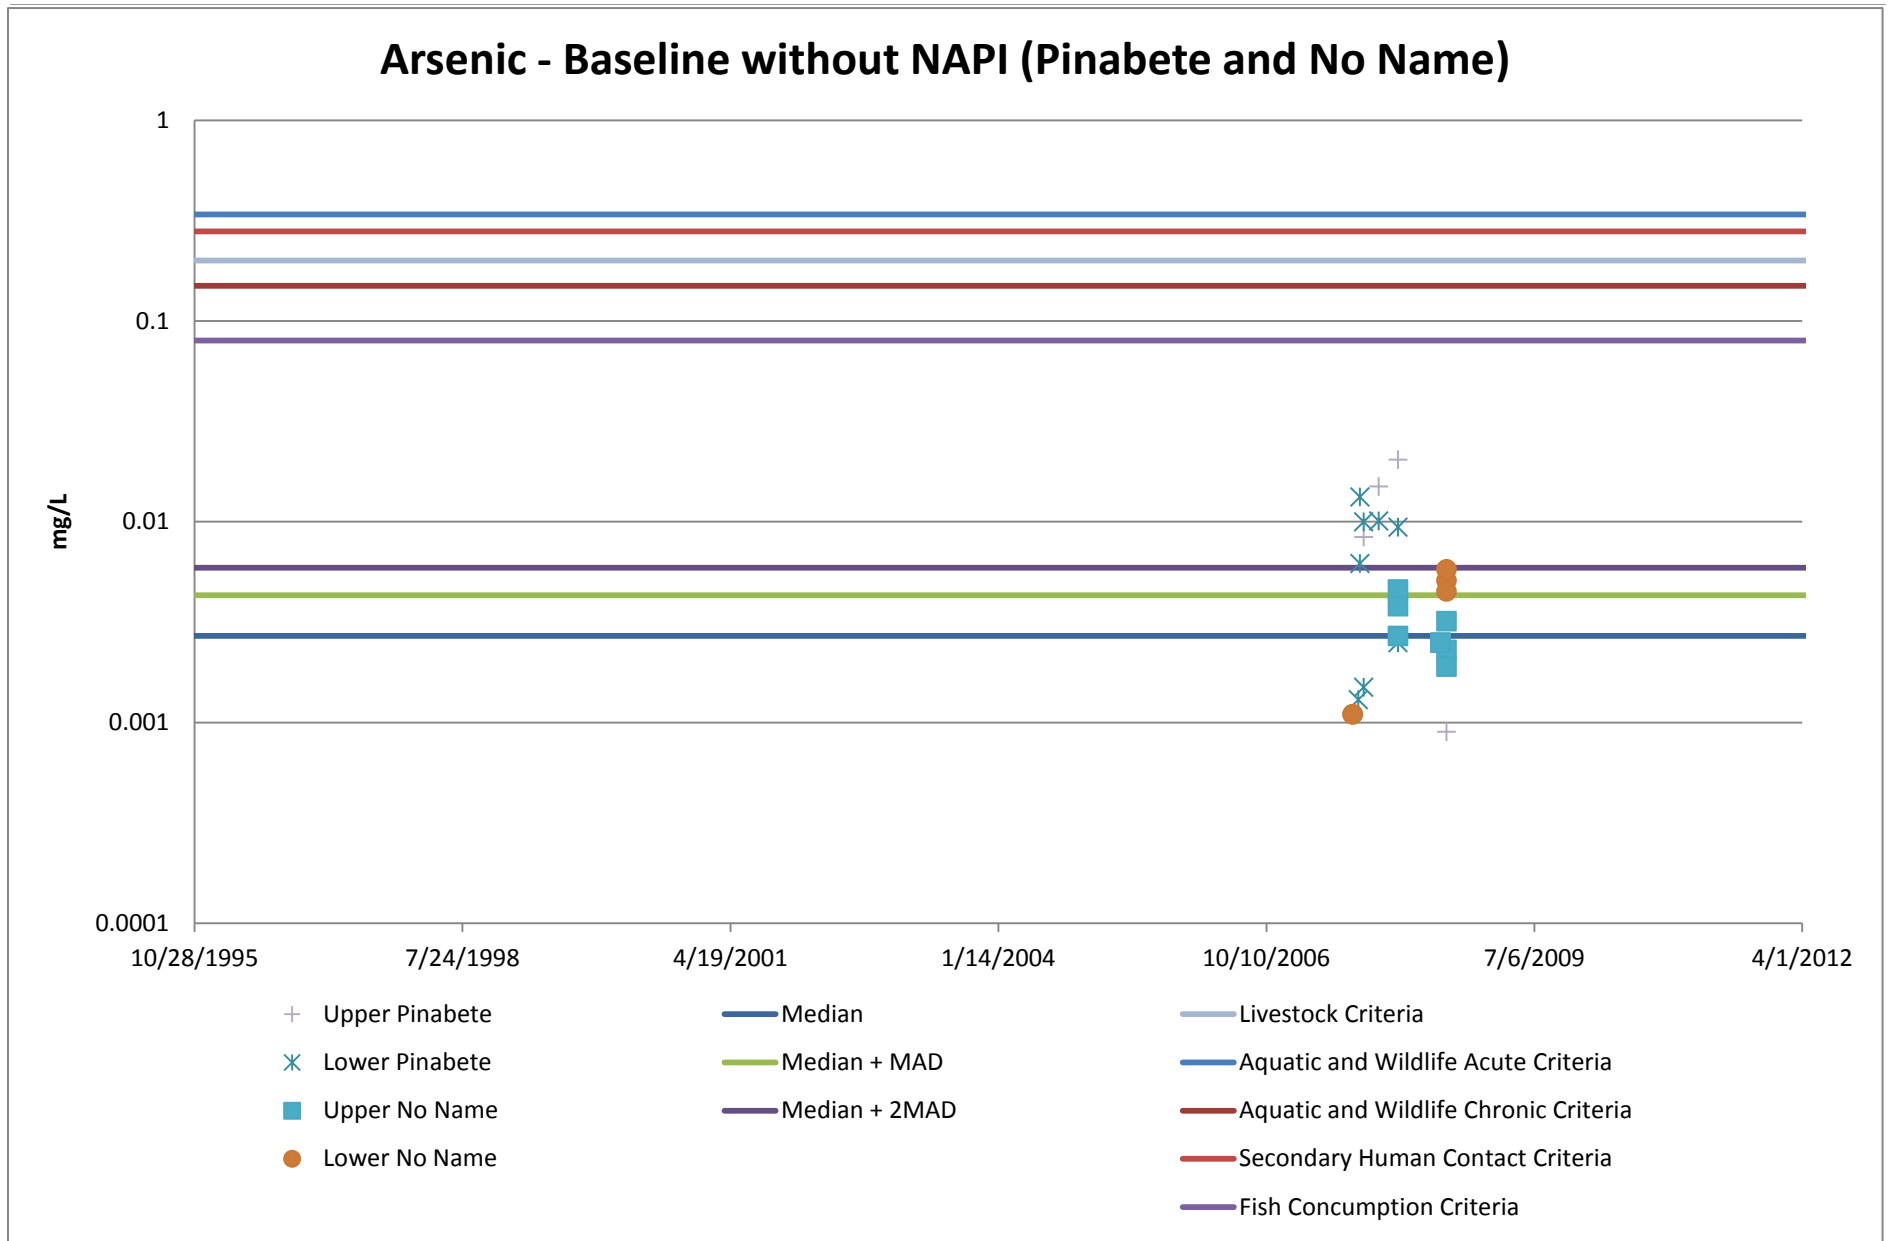 Arsenic - Baseline without NAPI (Pinabete and No Name)
1
0.1
0.01
0.001
0.0001
mg/L
10/28/1995 7/24/1998 4/19/2001 1/14/2004 10/10/2006 7/6/2009 4/1/2012
Upper Pinabete Median Livestock Criteria
Lower Pinabete Median + MAD Aquatic and Wildlife Acute Criteria
Upper No Name Median + 2MAD Aquatic and Wildlife Chronic Criteria
Lower No Name Secondary Human Contact Criteria
Fish Concumption Criteria